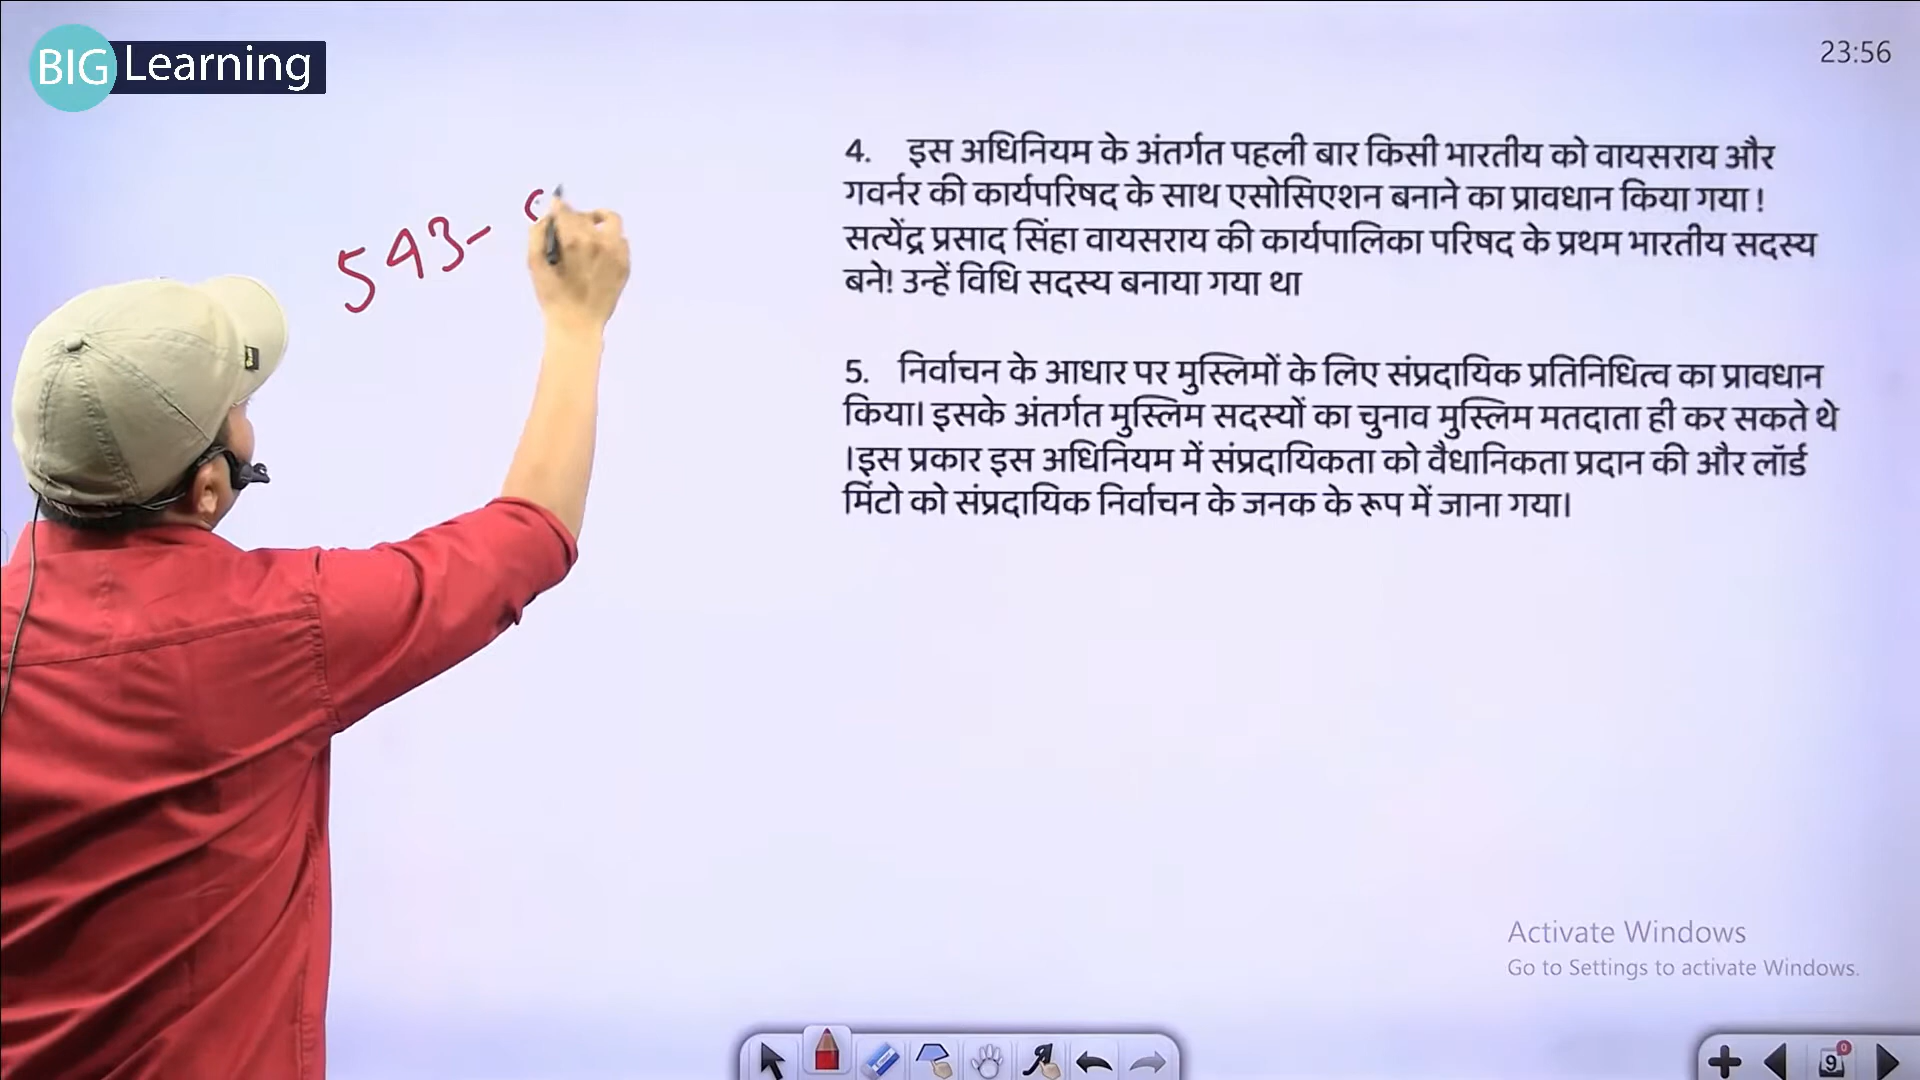 BIG Learning
23:56
4. इस अधिनियम के अंतर्गत पहली बार किसी भारतीय को वायसराय और
गवर्नर की कार्यपरिषद के साथ एसोसिएशन बनाने का प्रावधान किया गया !
सत्येंद्र प्रसाद सिंहा वायसराय की कार्यपालिका परिषद के प्रथम भारतीय सदस्य
बने! उन्हें विधि सदस्य बनाया गया था
5. निर्वाचन के आधार पर मुस्लिमों के लिए संप्रदायिक प्रतिनिधित्व का प्रावधान
किया। इसके अंतर्गत मुस्लिम सदस्यों का चुनाव मुस्लिम मतदाता ही कर सकते थे
।इस प्रकार इस अधिनियम में संप्रदायिकता को वैधानिकता प्रदान की और लॉर्ड
मिंटो को संप्रदायिक निर्वाचन के जनक के रूप में जाना गया।
543-
Activate Windows
Go to Settings to activate Windows.
9
0